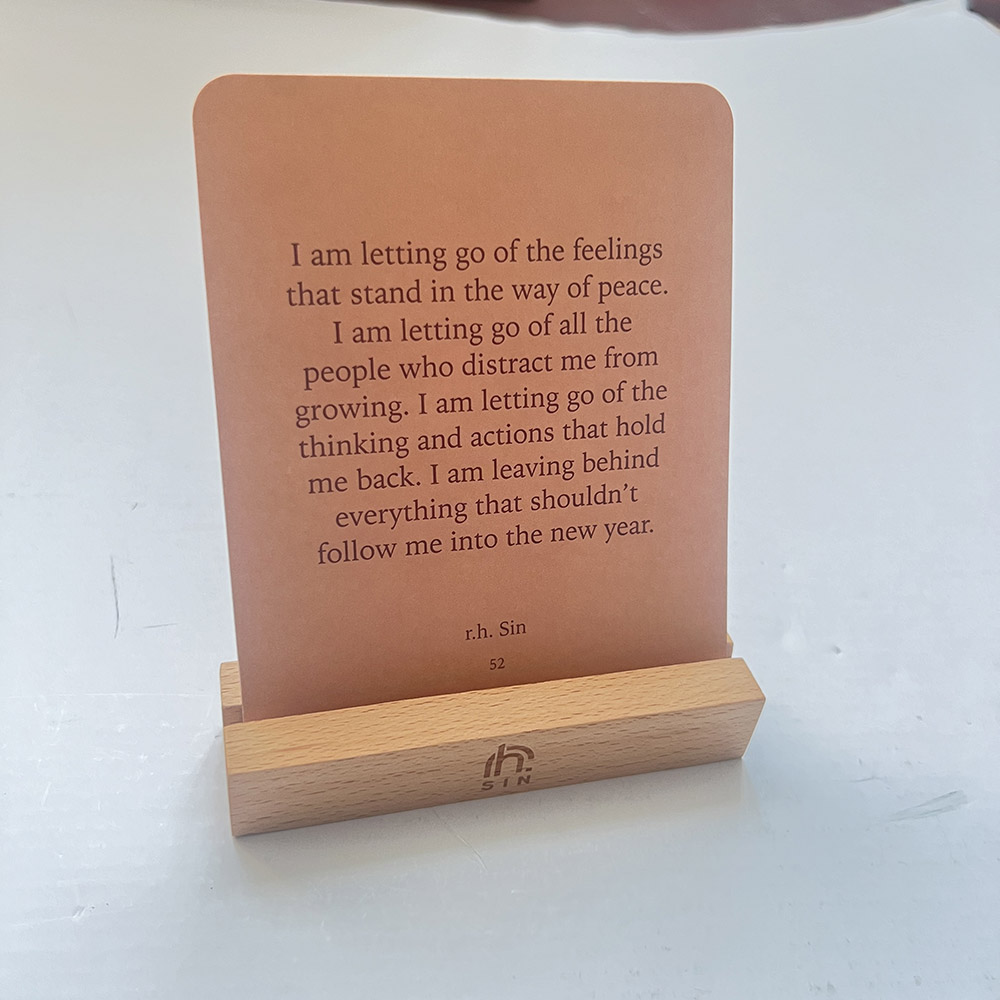 I am letting go of the feelings
that stand in the way of peace.
I am letting go of all the
people who distract me from
growing. I am letting go of the
thinking and actions that hold
me back. I am leaving behind
everything that shouldn’t
follow me into the new year.
r.h. Sin
52
rh.
SIN